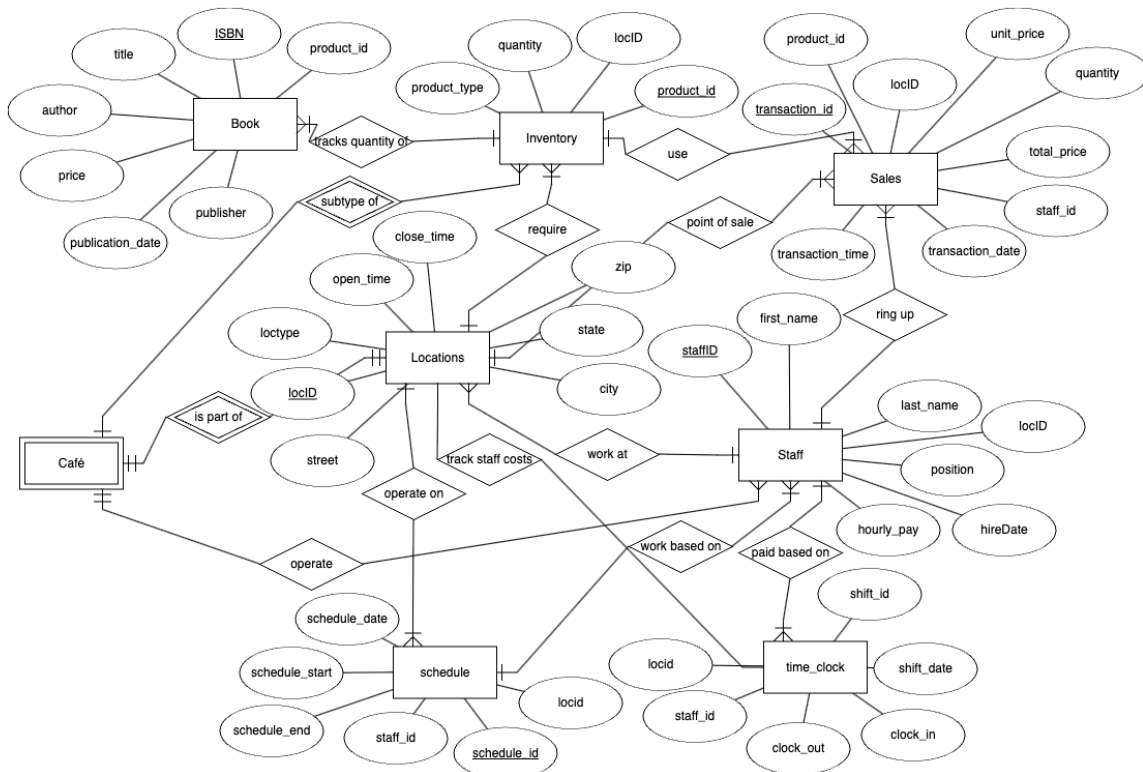 ISBN
title
product_id
author
Book
price
publisher
publication_date
tracks quantity of
subtype of
quantity
locID
product_type
product_id
Inventory
use
require
product_id
unit_price
locID
quantity
transaction_id
total_price
Sales
staff_id
transaction_time
transaction_date
point of sale
close_time
open_time
zip
loctype
state
Locations
locID
city
street
is part of
Café
first_name
ring up
staffID
last_name
locID
Staff
position
hourly_pay
hireDate
track staff costs
work at
operate on
operate
work based on
paid based on
schedule_date
schedule_start
schedule
schedule_end
locid
staff_id
schedule_id
shift_id
locid
time_clock
shift_date
staff_id
clock_out
clock_in